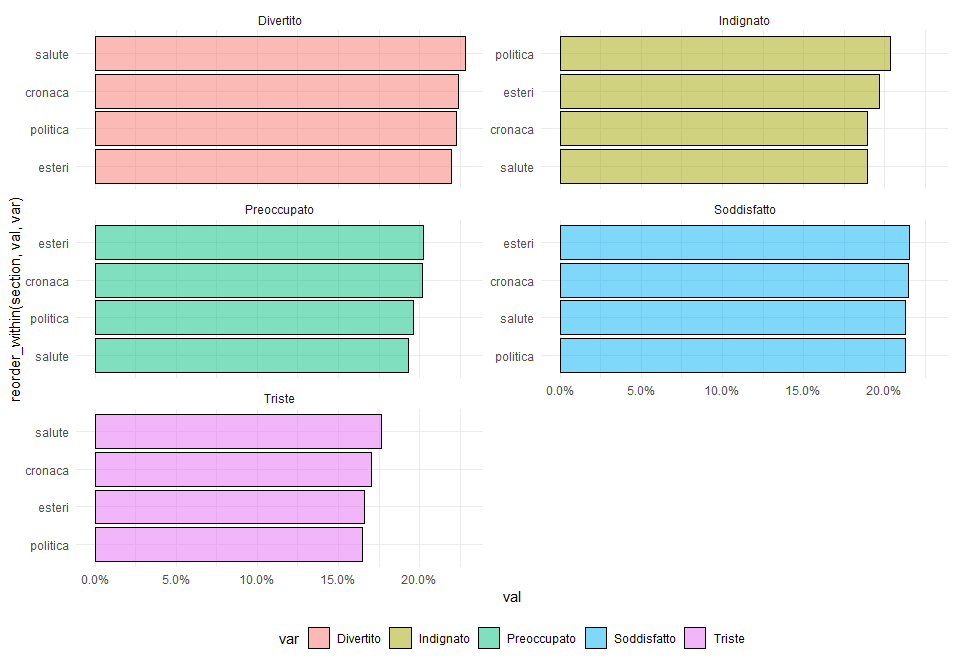 Divertito
salute
cronaca
politica
esteri
Indignato
politica
esteri
cronaca
salute
Preoccupato
esteri
cronaca
politica
salute
Soddisfatto
esteri
cronaca
salute
politica
0.0% 5.0% 10.0% 15.0% 20.0%
Triste
salute
cronaca
esteri
politica
0.0% 5.0% 10.0% 15.0% 20.0%
reorder_within(section, val, var)
val
var Divertito Indignato Preoccupato Soddisfatto Triste